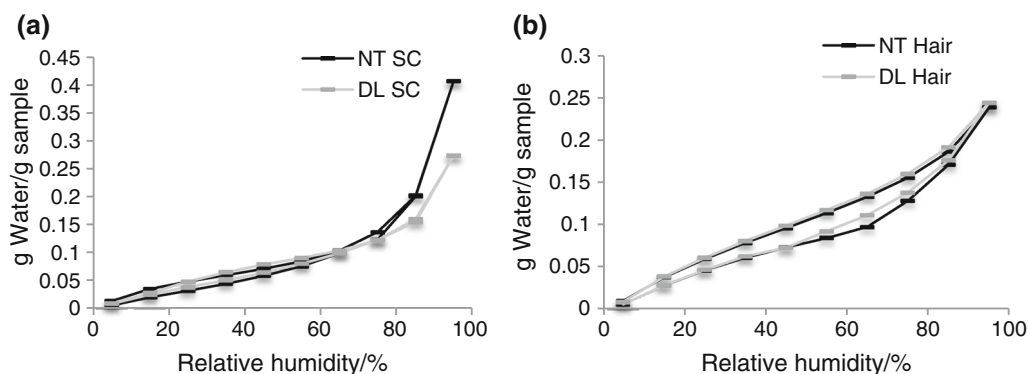 (a)
NT SC
DL SC
g Water/g sample
0.45
0.4
0.35
0.3
0.25
0.2
0.15
0.1
0.05
0
0 20 40 60 80 100
Relative humidity/%
(b)
NT Hair
DL Hair
g Water/g sample
0.3
0.25
0.2
0.15
0.1
0.05
0
0 20 40 60 80 100
Relative humidity/%